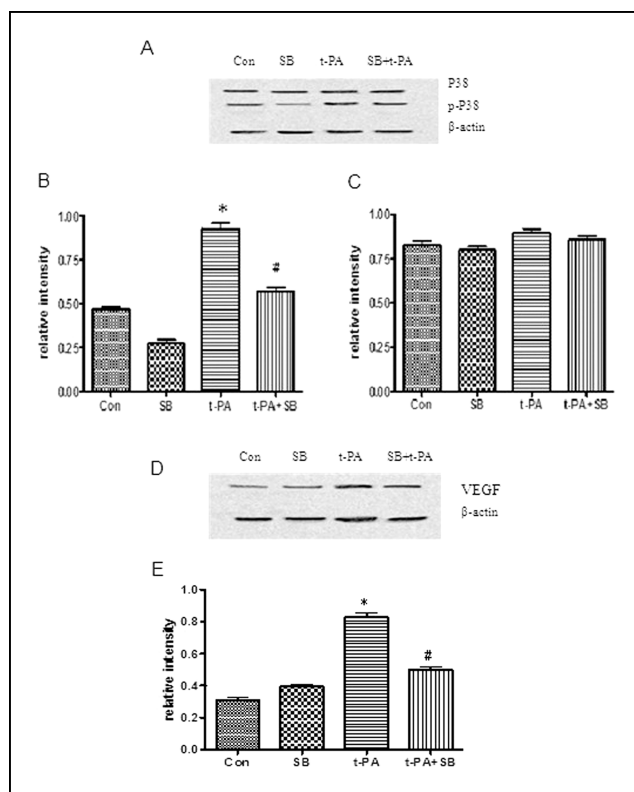 A
Con SB t-PA SB+t-PA
P38
p-P38
β-actin
B
relative intensity
1.00
0.75
0.50
0.25
0.00
*
#
Con SB t-PA t-PA+SB
C
relative intensity
1.00
0.75
0.50
0.25
0.00
Con SB t-PA t-PA+SB
D
Con SB t-PA SB+t-PA
VEGF
β-actin
E
relative intensity
1.0
0.8
0.6
0.4
0.2
0.0
*
#
Con SB t-PA t-PA+SB